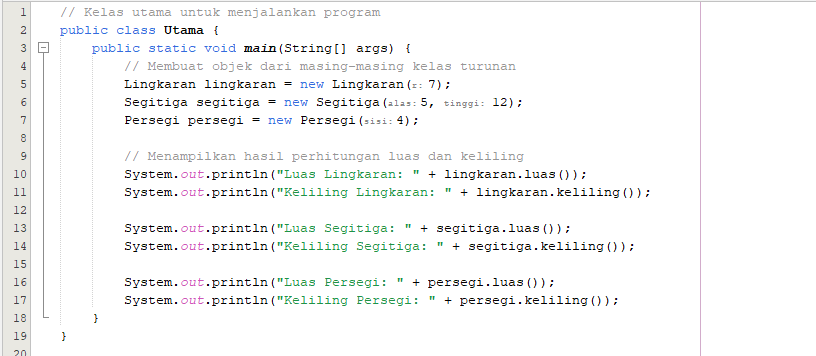 1 // Kelas utama untuk menjalankan program
2 public class Utama {
3 public static void main(String[] args) {
4 // Membuat objek dari masing-masing kelas turunan
5 Lingkaran lingkaran = new Lingkaran(r: 7);
6 Segitiga segitiga = new Segitiga(alas: 5, tinggi: 12);
7 Persegi persegi = new Persegi(sisi: 4);
8
9 // Menampilkan hasil perhitungan luas dan keliling
10 System.out.println("Luas Lingkaran: " + lingkaran.luas());
11 System.out.println("Keliling Lingkaran: " + lingkaran.keliling());
12
13 System.out.println("Luas Segitiga: " + segitiga.luas());
14 System.out.println("Keliling Segitiga: " + segitiga.keliling());
15
16 System.out.println("Luas Persegi: " + persegi.luas());
17 System.out.println("Keliling Persegi: " + persegi.keliling());
18 }
19 }
20